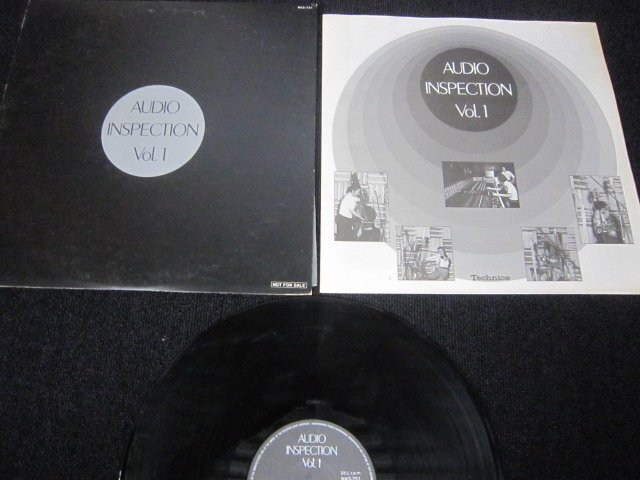 AUDIO
INSPECTION
Vol. 1
NOT FOR SALE
AUDIO
INSPECTION
Vol. 1
Technics
AUDIO
INSPECTION
Vol. 1